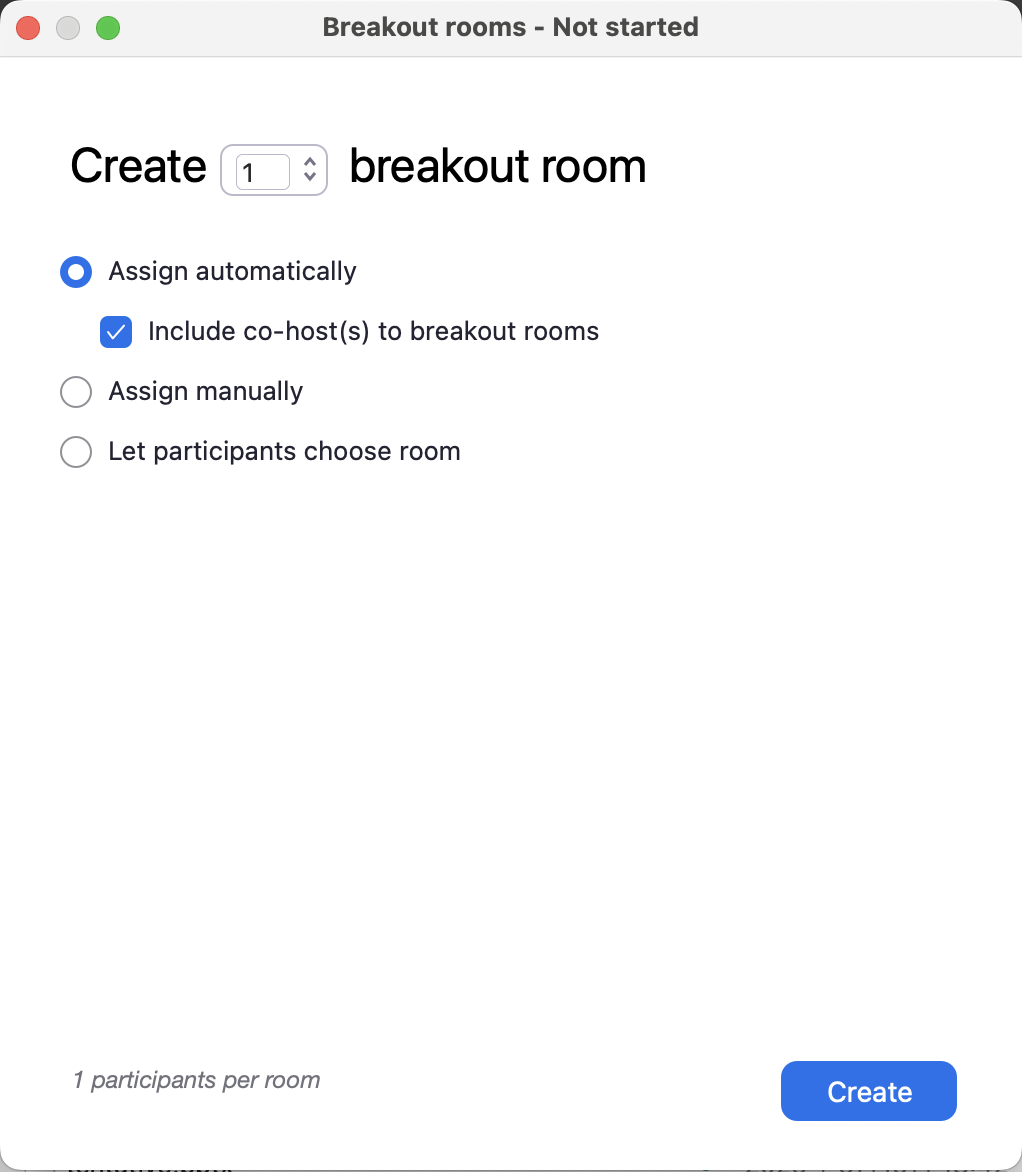 Breakout rooms - Not started
Create 1 breakout room
Assign automatically
Include co-host(s) to breakout rooms
Assign manually
Let participants choose room
1 participants per room
Create